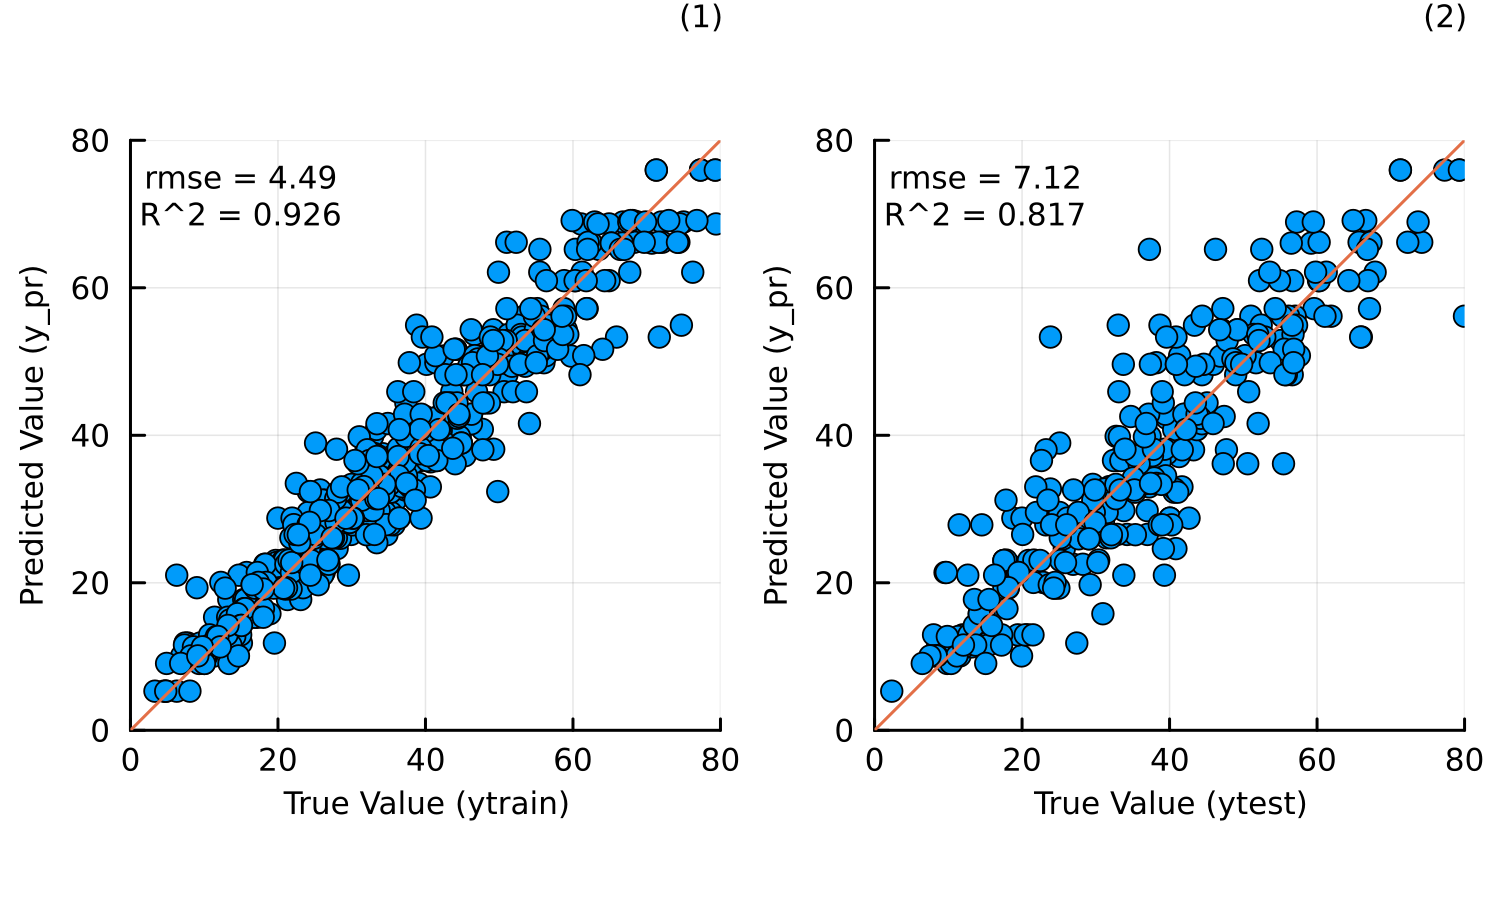 (1)
rmse = 4.49
R^2 = 0.926
80
60
40
20
0
0 20 40 60 80
Predicted Value (y_pr)
True Value (ytrain)
(2)
rmse = 7.12
R^2 = 0.817
80
60
40
20
0
0 20 40 60 80
Predicted Value (y_pr)
True Value (ytest)